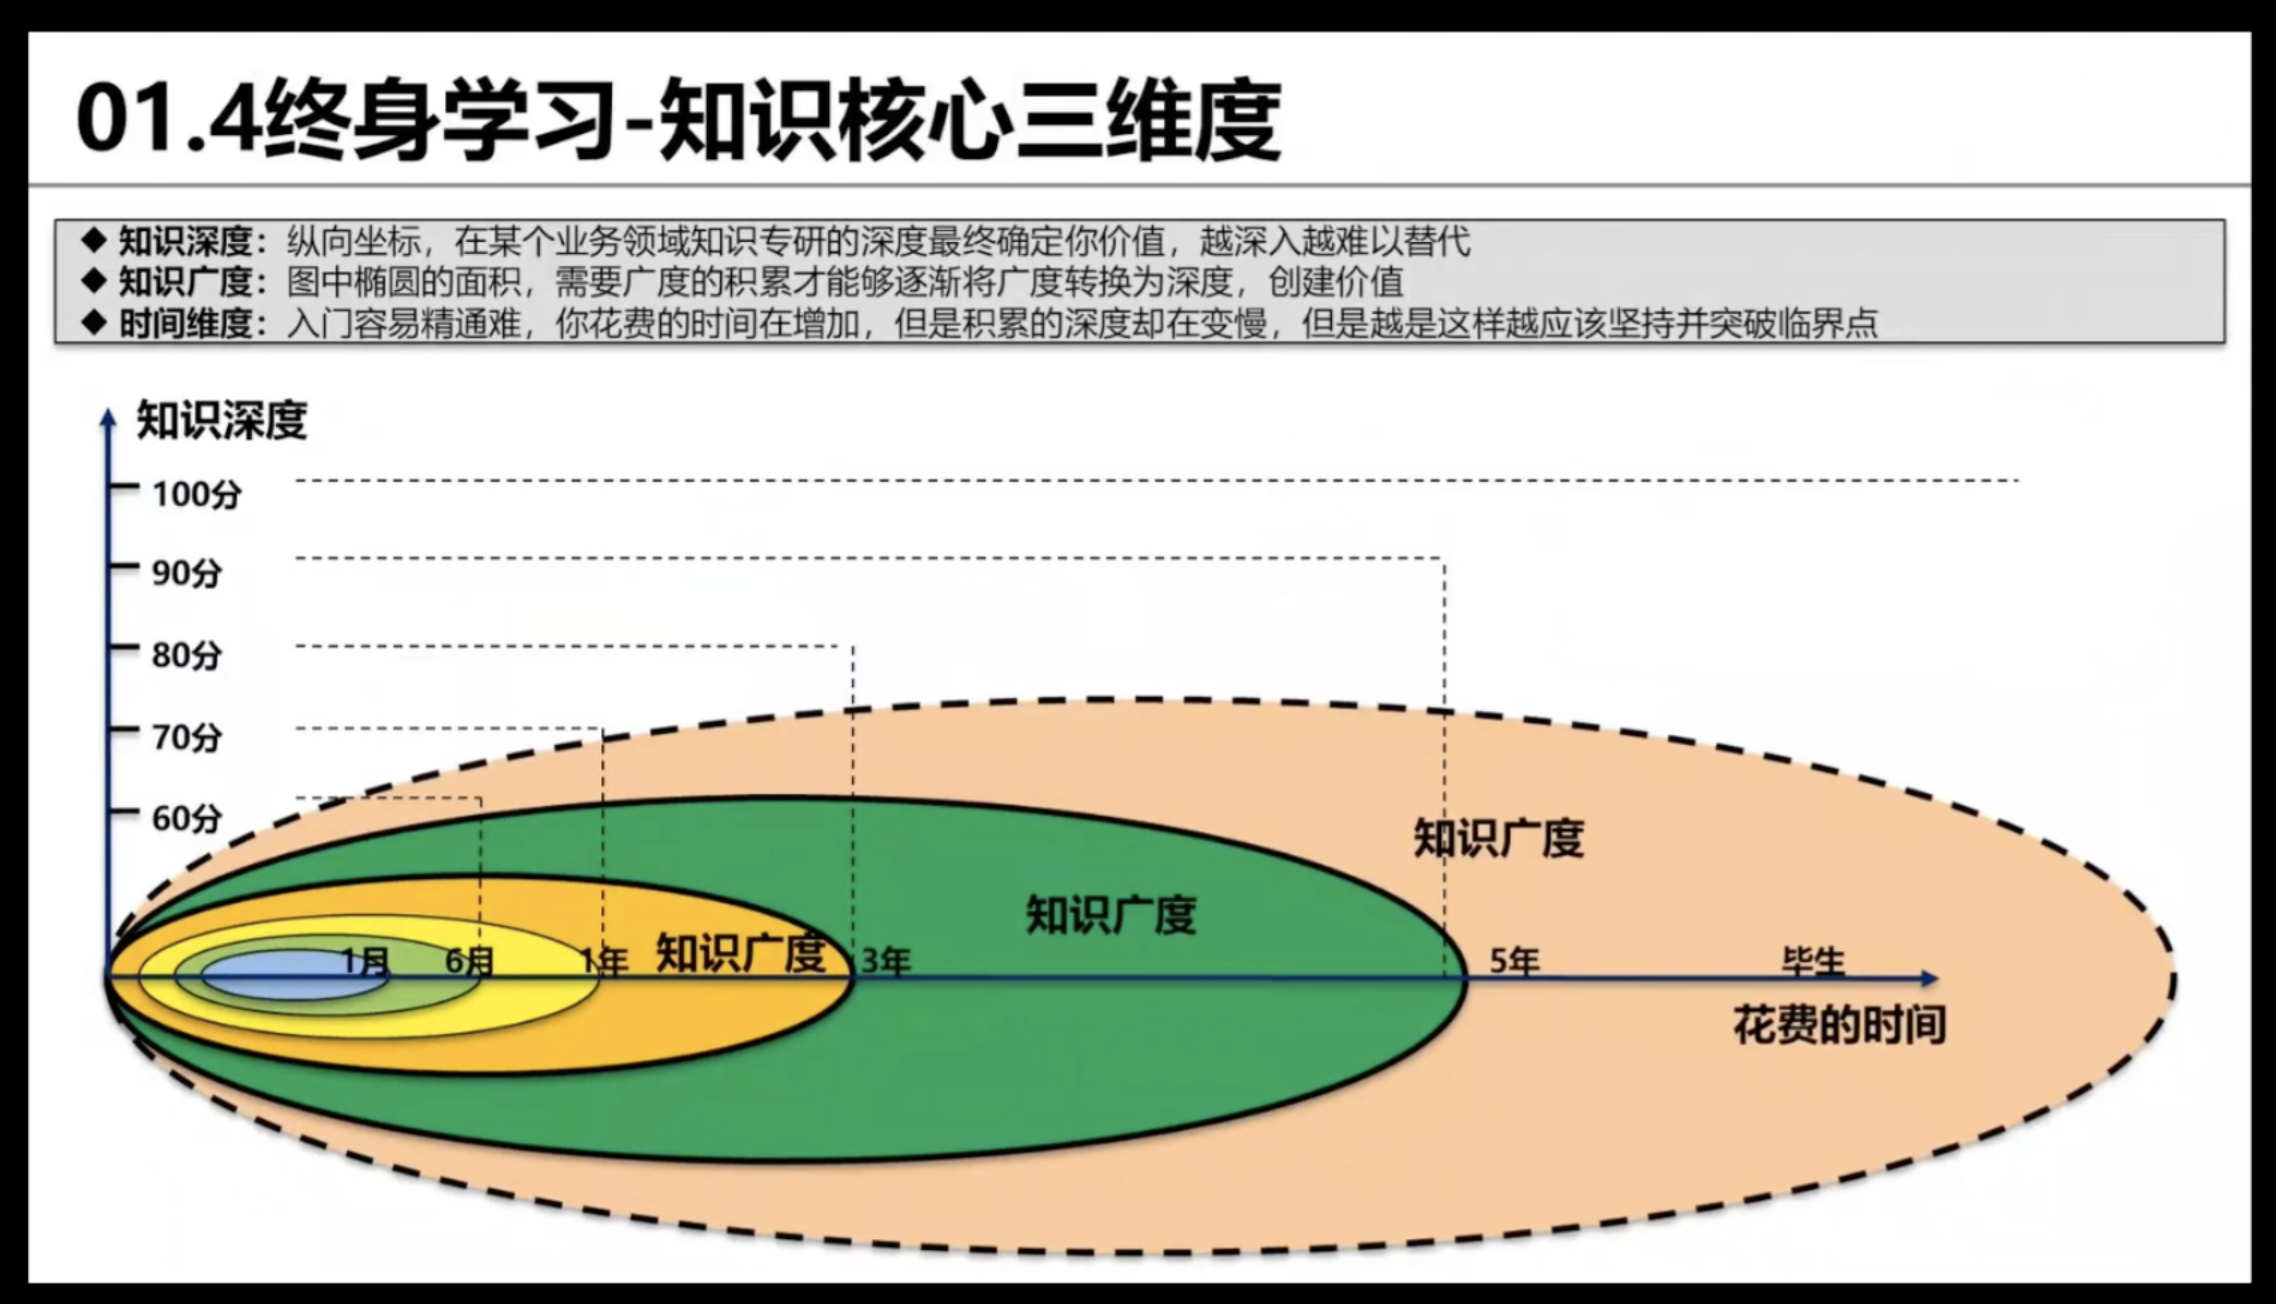 01.4终身学习-知识核心三维度
◆ 知识深度：纵向坐标，在某个业务领域知识专研的深度最终确定你价值，越深入越难以替代
◆ 知识广度：图中椭圆的面积，需要广度的积累才能够逐渐将广度转换为深度，创建价值
◆ 时间维度：入门容易精通难，你花费的时间在增加，但是积累的深度却在变慢，但是越是这样越应该坚持并突破临界点
知识深度
100分
90分
80分
70分
60分
知识广度
知识广度
知识广度
1月
6月
1年
3年
5年
毕生
花费的时间